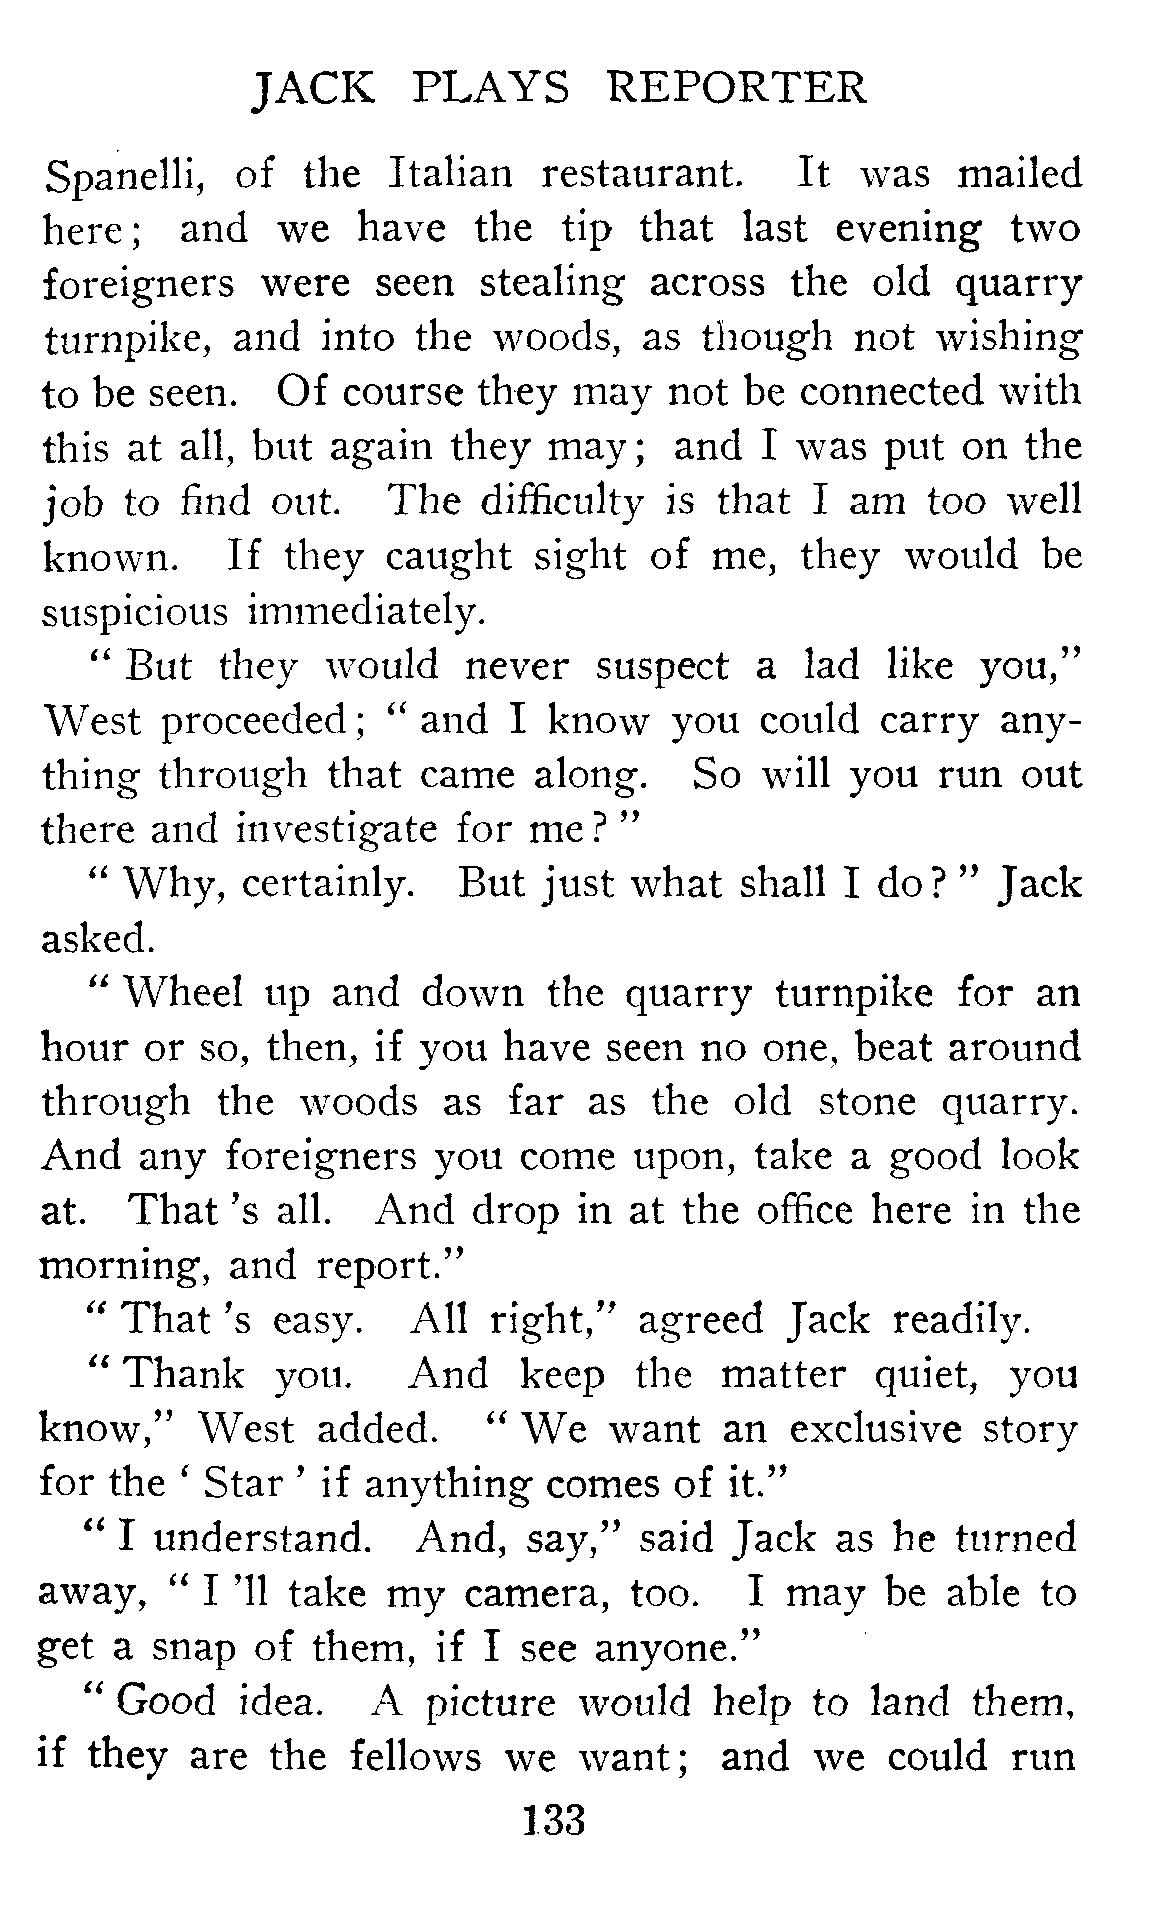 JACK PLAYS REPORTER
Spanelli, of the Italian restaurant. It was mailed
here; and we have the tip that last evening two
foreigners were seen stealing across the old quarry
turnpike, and into the woods, as though not wishing
to be seen. Of course they may not be connected with
this at all, but again they may; and I was put on the
job to find out. The difficulty is that I am too well
known. If they caught sight of me, they would be
suspicious immediately.
" But they would never suspect a lad like you,"
West proceeded; " and I know you could carry any-
thing through that came along. So will you run out
there and investigate for me? "
" Why, certainly. But just what shall I do? " Jack
asked.
" Wheel up and down the quarry turnpike for an
hour or so, then, if you have seen no one, beat around
through the woods as far as the old stone quarry.
And any foreigners you come upon, take a good look
at. That 's all. And drop in at the office here in the
morning, and report."
" That 's easy. All right," agreed Jack readily.
" Thank you. And keep the matter quiet, you
know," West added. " We want an exclusive story
for the ' Star ' if anything comes of it."
" I understand. And, say," said Jack as he turned
away, " I 'll take my camera, too. I may be able to
get a snap of them, if I see anyone."
" Good idea. A picture would help to land them,
if they are the fellows we want; and we could run
133